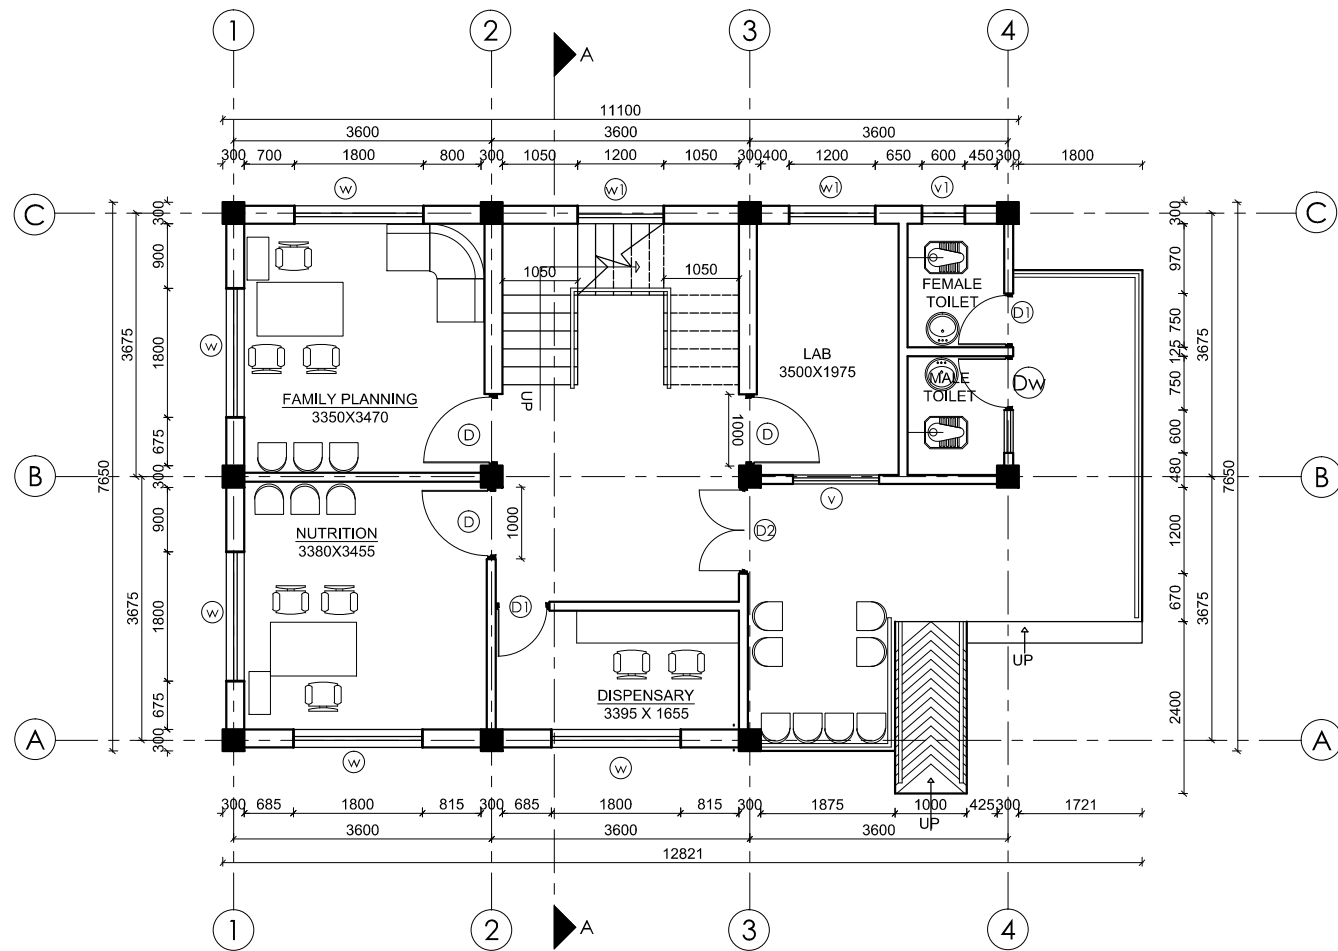 1 2 3 4
A
11100
3600 3600 3600
300 700 1800 800 300 1050 1200 1050 300 400 1200 650 600 450 300 1800
w w1 w1 v1
C C
300 300
900 970
1050 1050
FEMALE
TOILET
D1
750
3675 1800 w 3675
125
LAB
3500X1975
MALE
TOILET
Dw
750
FAMILY PLANNING
3350X3470
UP
1000
D D
675 600
7650 B 300 480 7650 B
v
900 D 1000 D2 1200
NUTRITION
3380X3455
3675 1800 w D1 670 3675
UP
DISPENSARY
3395 X 1655
675 2400
A 300 A
w w
300 685 1800 815 300 685 1800 815 300 1875 1000 425 300 1721
UP
3600 3600 3600
12821
A
1 2 3 4